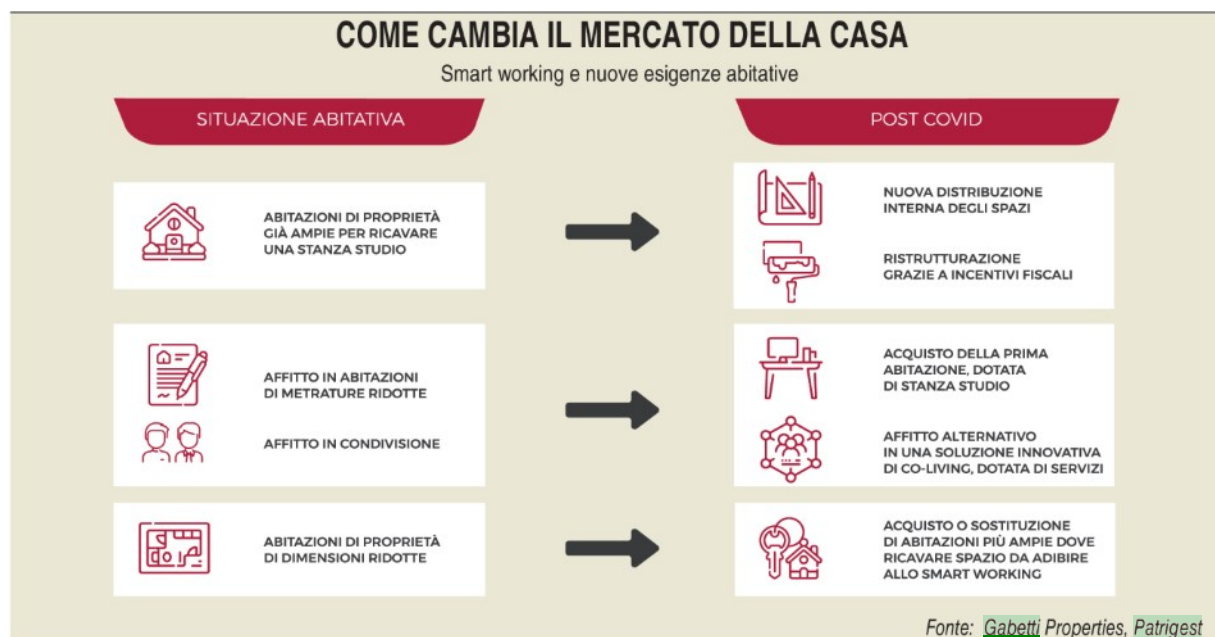 COME CAMBIA IL MERCATO DELLA CASA
Smart working e nuove esigenze abitative
SITUAZIONE ABITATIVA
POST COVID
ABITAZIONI DI PROPRIETÀ
GIÀ AMPIE PER RICAVARE
UNA STANZA STUDIO
NUOVA DISTRIBUZIONE
INTERNA DEGLI SPAZI
RISTRUTTURAZIONE
GRAZIE A INCENTIVI FISCALI
AFFITTO IN ABITAZIONI
DI METRATURE RIDOTTE
AFFITTO IN CONDIVISIONE
ACQUISTO DELLA PRIMA
ABITAZIONE, DOTATA
DI STANZA STUDIO
AFFITTO ALTERNATIVO
IN UNA SOLUZIONE INNOVATIVA
DI CO-LIVING, DOTATA DI SERVIZI
ABITAZIONI DI PROPRIETÀ
DI DIMENSIONI RIDOTTE
ACQUISTO O SOSTITUZIONE
DI ABITAZIONI PIÙ AMPIE DOVE
RICAVARE SPAZIO DA ADIBIRE
ALLO SMART WORKING
Fonte: Gabetti Properties, Patrigest